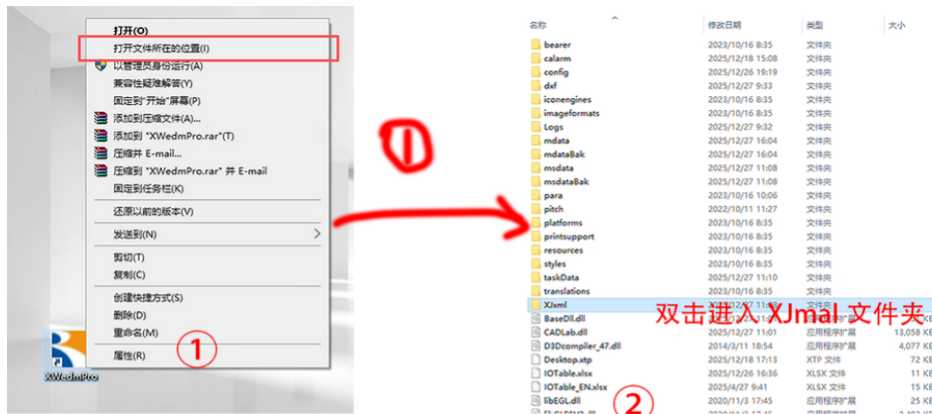 打开(O)
打开文件所在的位置(I)
以管理员身份运行(A)
兼容性疑难解答(Y)
固定到"开始"屏幕(P)
添加到压缩文件(A)...
添加到 "XWedmPro.rar"(T)
压缩并 E-mail...
压缩到 "XWedmPro.rar" 并 E-mail
固定到任务栏(K)
还原以前的版本(V)
发送到(N)
剪切(T)
复制(C)
创建快捷方式(S)
删除(D)
重命名(M)
属性(R)
①
XWedmPro
①
名称 修改日期 类型 大小
bearer 2023/10/16 8:35 文件夹
calarm 2025/12/18 15:08 文件夹
config 2025/12/26 19:19 文件夹
dxf 2025/12/27 9:33 文件夹
iconengines 2023/10/16 8:35 文件夹
imageformats 2023/10/16 8:35 文件夹
Logs 2025/12/27 9:32 文件夹
mdata 2025/12/27 16:04 文件夹
mdataBak 2025/12/27 16:04 文件夹
msdata 2025/12/27 11:08 文件夹
msdataBak 2025/12/27 11:08 文件夹
para 2023/10/16 10:06 文件夹
pitch 2022/10/11 11:27 文件夹
platforms 2023/10/16 8:35 文件夹
printsupport 2023/10/16 8:35 文件夹
resources 2023/10/16 8:35 文件夹
styles 2023/10/16 8:35 文件夹
taskData 2025/12/27 11:10 文件夹
translations 2023/10/16 8:35 文件夹
XJxml 文件夹
双击进入 XJmal 文件夹
BaseDll.dll 应用程序扩展 KB
CADLab.dll 2025/12/27 11:01 应用程序扩展 13,058 KB
D3Dcompiler_47.dll 2014/3/11 18:54 应用程序扩展 4,077 KB
Desktop.xtp 2025/12/18 17:13 XTP 文件 72 KB
IOTable.xlsx 2025/12/26 16:36 XLSX 文件 11 KB
IOTable_EN.xlsx 2025/4/27 9:41 XLSX 文件 15 KB
libEGL.dll 2020/11/3 17:45 应用程序扩展 25 KB
②